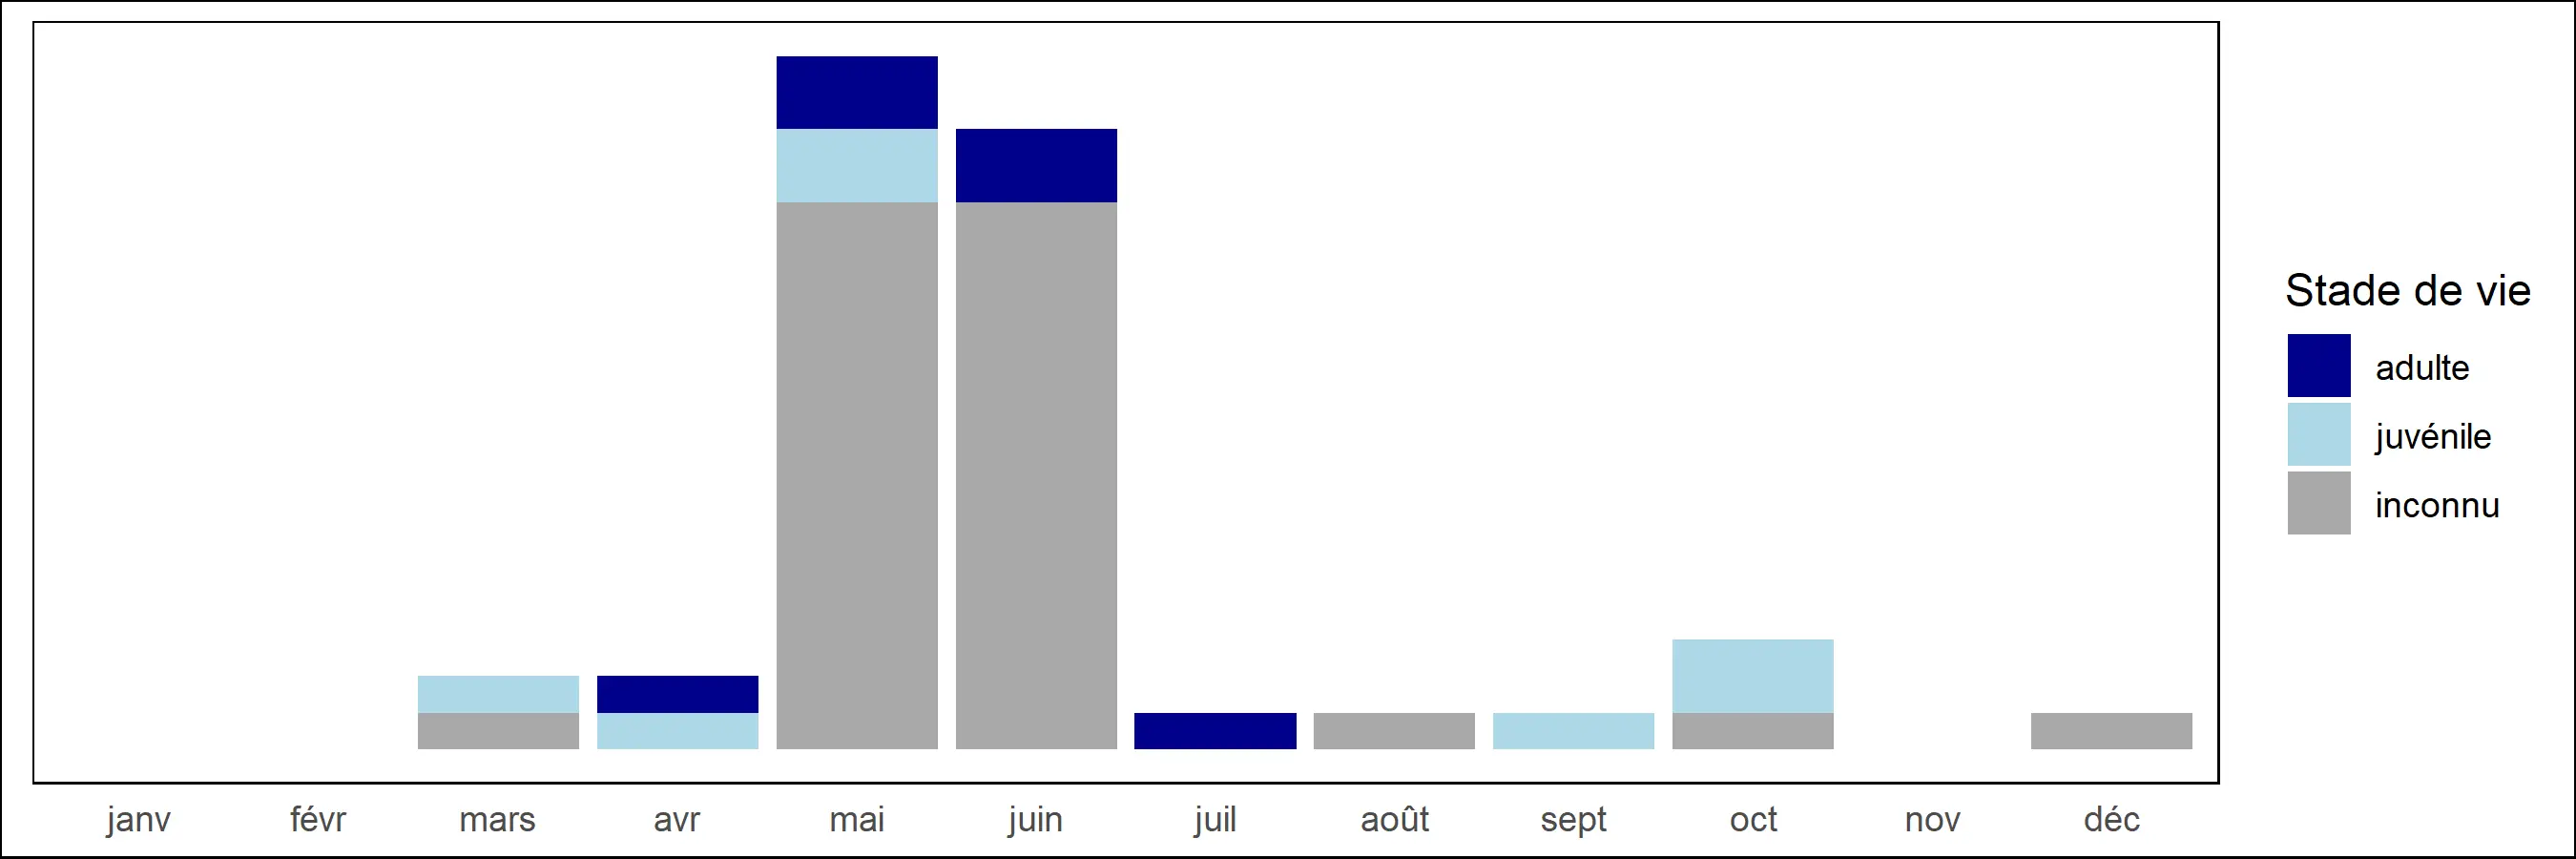 Stade de vie
adulte
juvénile
inconnu
janv févr mars avr mai juin juil août sept oct nov déc